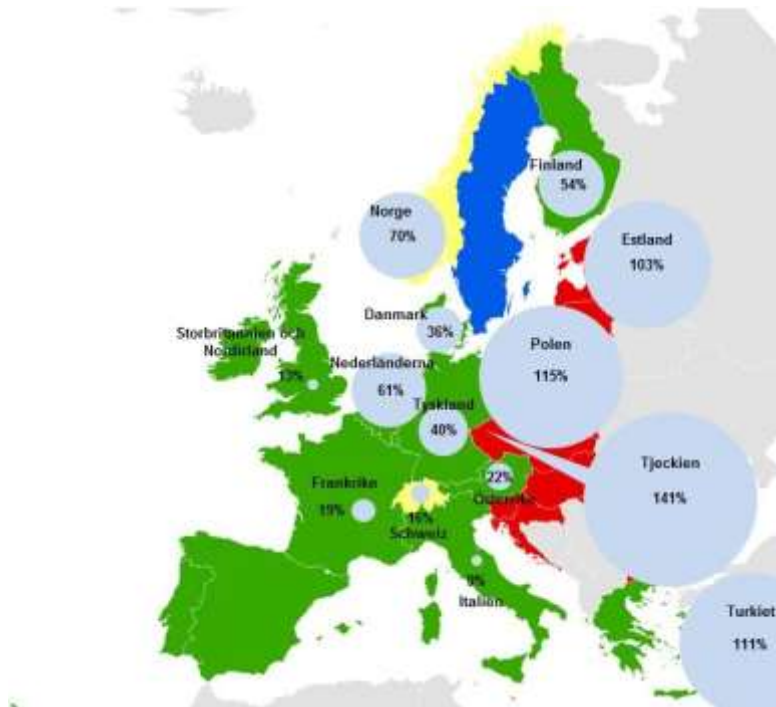 Finland
54%
Norge
70%
Estland
103%
Danmark
36%
Storbritannien och
Nordirland
13%
Polen
115%
Nederländerna
61%
Tyskland
40%
Tjeckien
141%
Frankrike
19%
22%
Österrike
16%
Schweiz
9%
Italien
Turkiet
111%